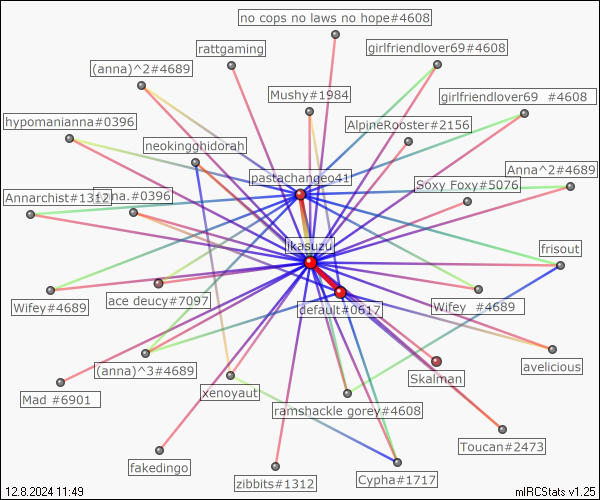 no cops no laws no hope#4608
rattgaming
girlfriendlover69#4608
(anna)^2#4689
Mushy#1984
girlfriendlover69 #4608
hypomanianna#0396
AlpineRooster#2156
neokingghidorah
Anna^2#4689
pastachangeo41
Soxy Foxy#5076
Annarchist#1312
#0396
ikasuzu
frisout
Wifey#4689
ace deucy#7097
default#0617
Wifey #4689
avelicious
(anna)^3#4689
Skalman
Mad #6901
xenoyaut
ramshackle gorey#4608
Toucan#2473
fakedingo
zibbits#1312
Cypha#1717
12.8.2024 11:49
mIRCStats v1.25